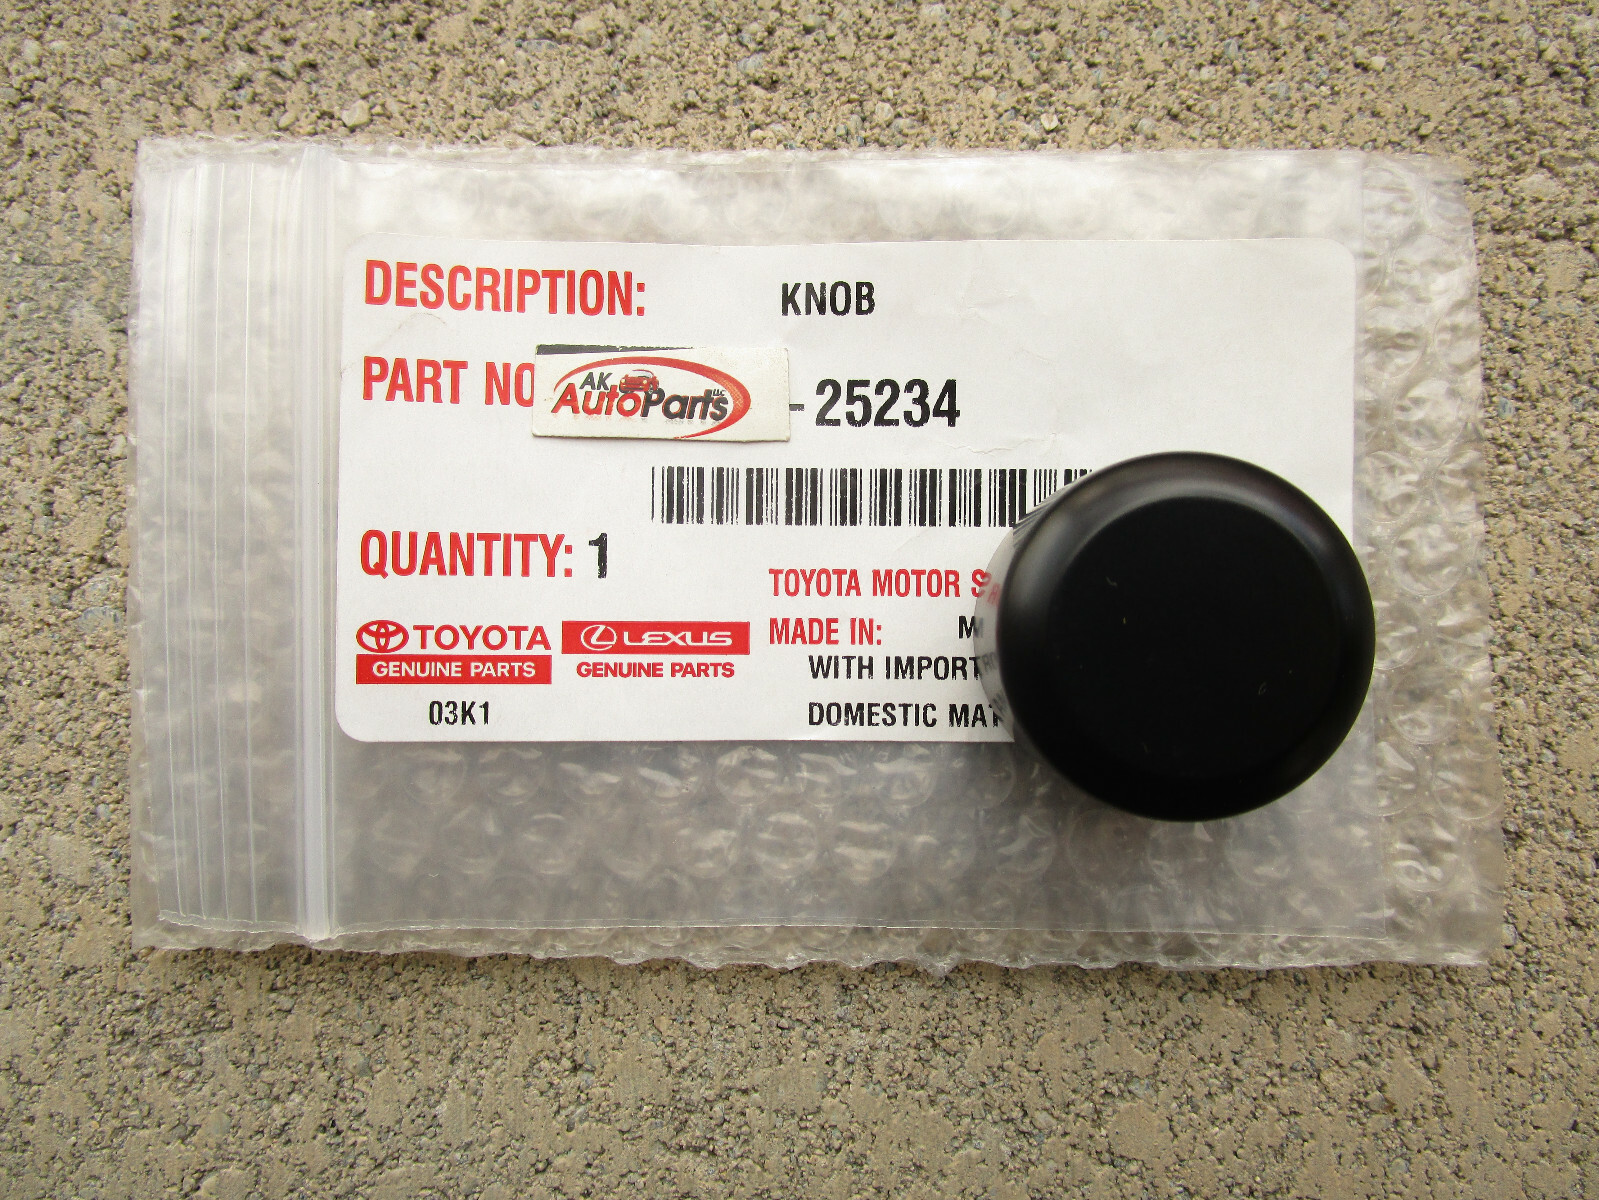 DESCRIPTION: KNOB
PART NO AK AutoParts LLC -25234
QUANTITY: 1
TOYOTA MOTOR
TOYOTA LEXUS MADE IN:
GENUINE PARTS GENUINE PARTS WITH IMPORT
03K1 DOMESTIC